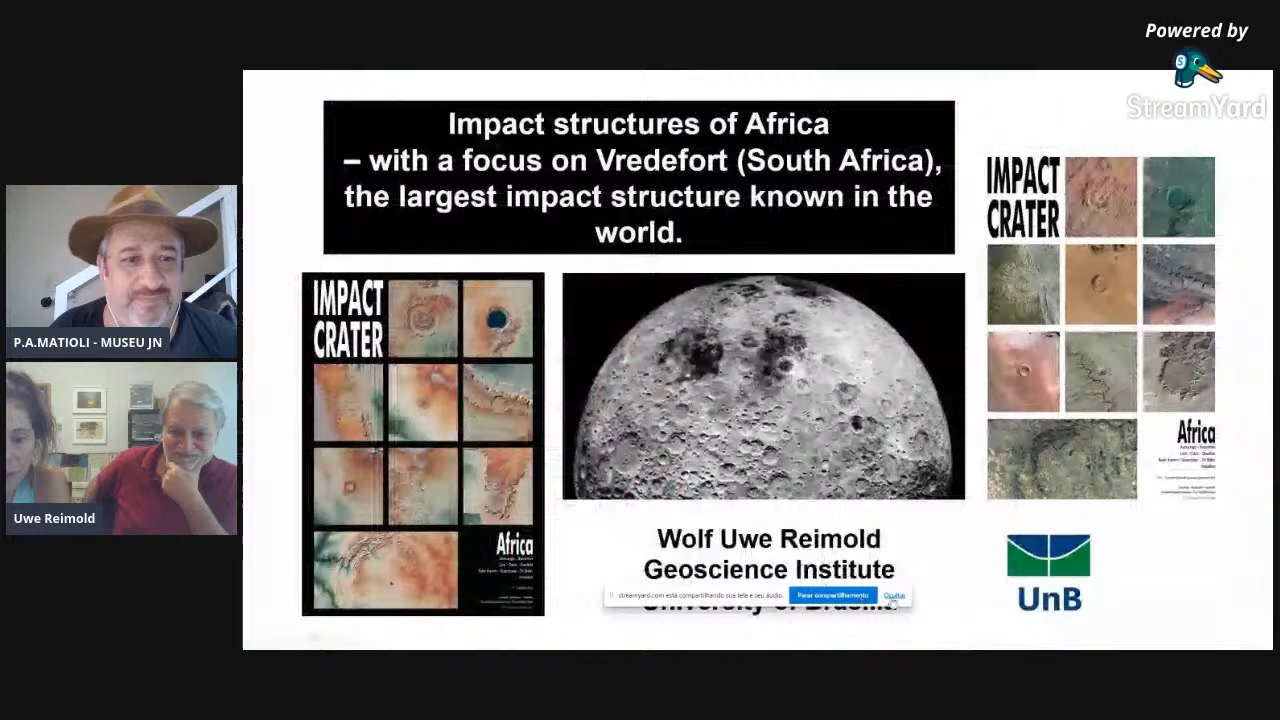 Powered by
StreamYard
Impact structures of Africa
– with a focus on Vredefort (South Africa),
the largest impact structure known in the
world.
IMPACT
CRATER
Africa
IMPACT
CRATER
Africa
P.A.MATIOLI - MUSEU JN
Uwe Reimold
Wolf Uwe Reimold
Geoscience Institute
University of Brasilia
streamyard.com está compartilhando sua tela e seu áudio.
Parar compartilhamento
Ocultar
UnB